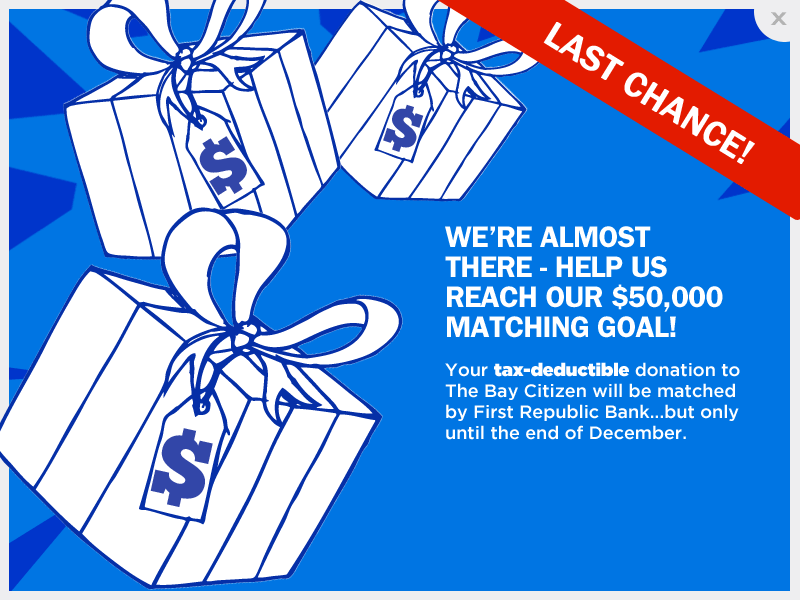 X
LAST CHANCE!
$
$
$
WE'RE ALMOST
THERE - HELP US
REACH OUR $50,000
MATCHING GOAL!
Your tax-deductible donation to
The Bay Citizen will be matched
by First Republic Bank...but only
until the end of December.